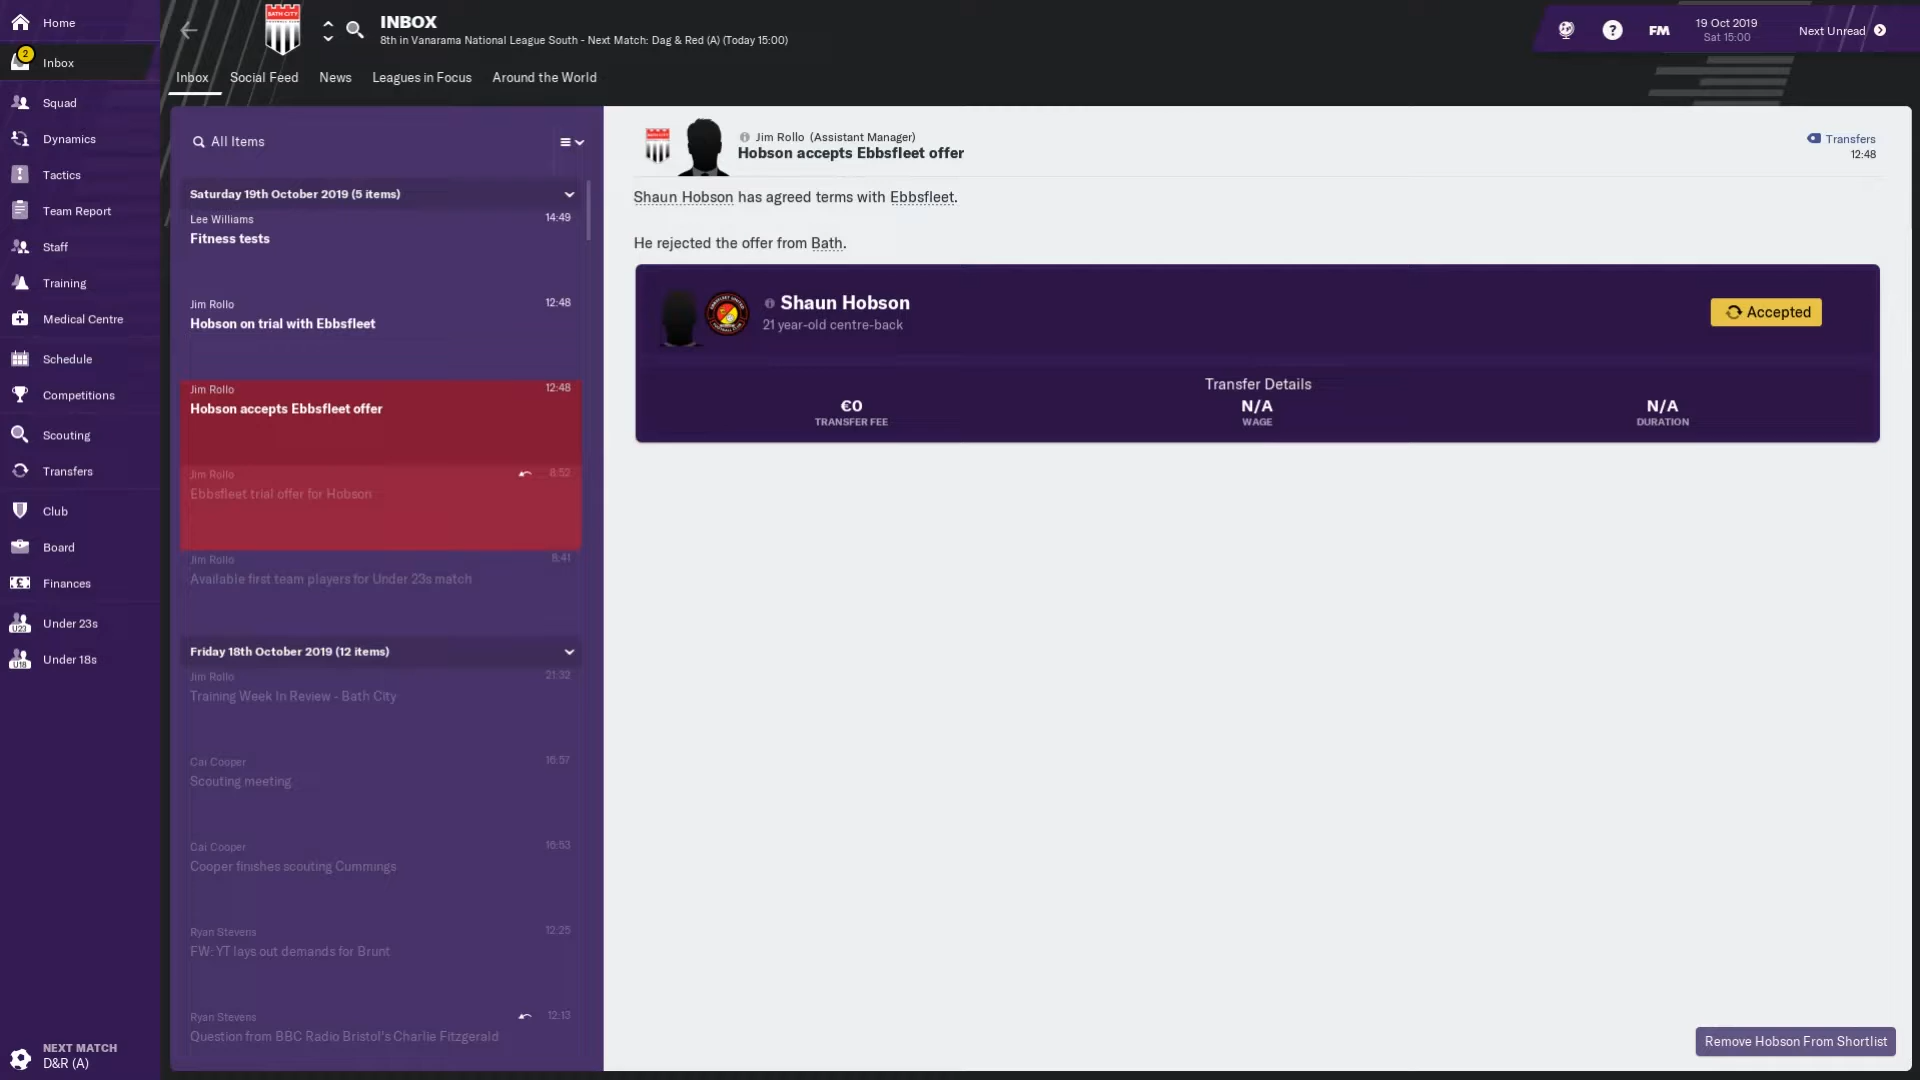 Home
2
Inbox
Squad
Dynamics
Tactics
Team Report
Staff
Training
Medical Centre
Schedule
Competitions
Scouting
Transfers
Club
Board
Finances
U23
Under 23s
U18
Under 18s
NEXT MATCH
D&R (A)
BATH CITY
INBOX
8th in Vanarama National League South - Next Match: Dag & Red (A) (Today 15:00)
FM
19 Oct 2019
Sat 15:00
Next Unread
Inbox
Social Feed
News
Leagues in Focus
Around the World
All Items
Saturday 19th October 2019 (5 items)
Lee Williams 14:49
Fitness tests
Jim Rollo 12:48
Hobson on trial with Ebbsfleet
Jim Rollo 12:48
Hobson accepts Ebbsfleet offer
Jim Rollo 8:52
Ebbsfleet trial offer for Hobson
Jim Rollo 8:41
Available first team players for Under 23s match
Friday 18th October 2019 (12 items)
Jim Rollo 21:32
Training Week In Review - Bath City
Cai Cooper 16:57
Scouting meeting
Cai Cooper 16:53
Cooper finishes scouting Cummings
Ryan Stevens 12:25
FW: YT lays out demands for Brunt
Ryan Stevens 12:13
Question from BBC Radio Bristol's Charlie Fitzgerald
Jim Rollo (Assistant Manager)
Hobson accepts Ebbsfleet offer
Transfers
12:48
Shaun Hobson has agreed terms with Ebbsfleet.
He rejected the offer from Bath.
Shaun Hobson
21 year-old centre-back
Accepted
Transfer Details
€0 N/A N/A
TRANSFER FEE WAGE DURATION
Remove Hobson From Shortlist